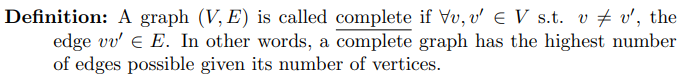 Definition: A graph (V, E) is called complete if ∀v, v′ ∈ V s.t. v ≠ v′, the
edge vv′ ∈ E. In other words, a complete graph has the highest number
of edges possible given its number of vertices.